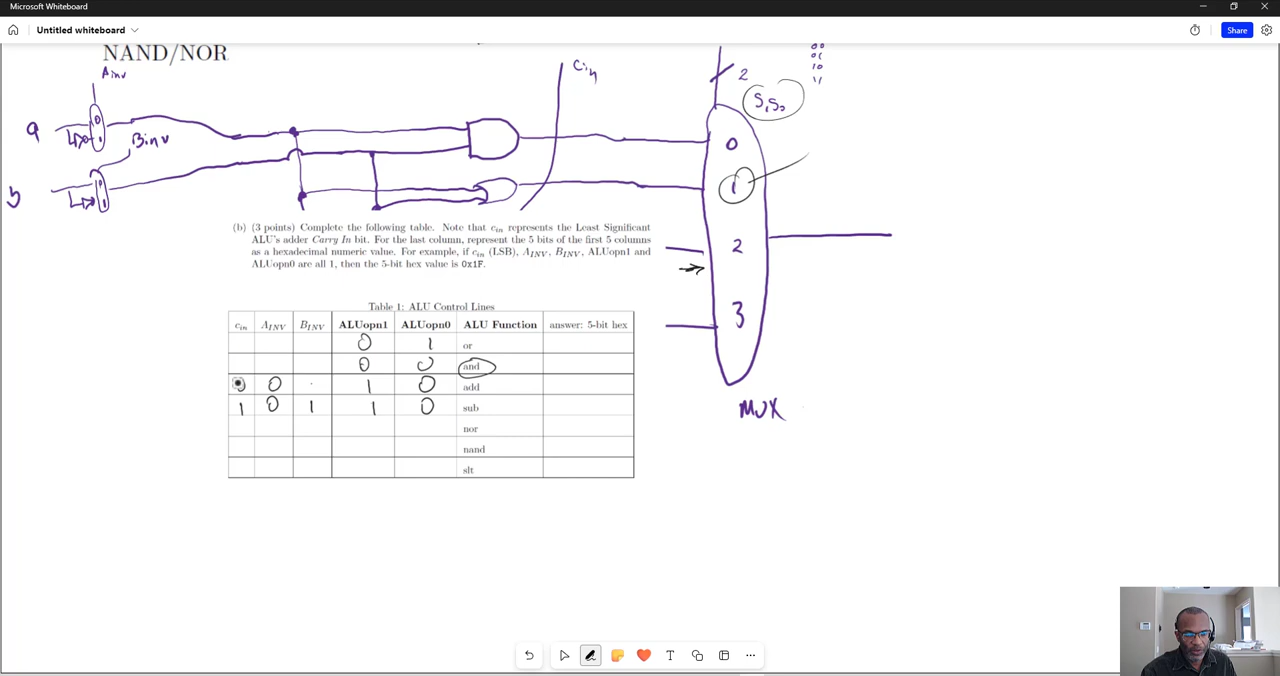 Microsoft Whiteboard
Untitled whiteboard
Share
NAND/NOR
Ainv
Cin
2
00
01
10
11
S1S0
a
Binv
b
0
1
2
3
MUX
(b) (3 points) Complete the following table. Note that cin represents the Least Significant
ALU's adder Carry In bit. For the last column, represent the 5 bits of the first 5 columns
as a hexadecimal numeric value. For example, if cin (LSB), AINV, BINV, ALUopn1 and
ALUopn0 are all 1, then the 5-bit hex value is 0x1F.
Table 1: ALU Control Lines
cin AINV BINV ALUopn1 ALUopn0 ALU Function answer: 5-bit hex
0 1 or
0 0 and
0 0 1 0 add
1 0 1 1 0 sub
nor
nand
slt
T